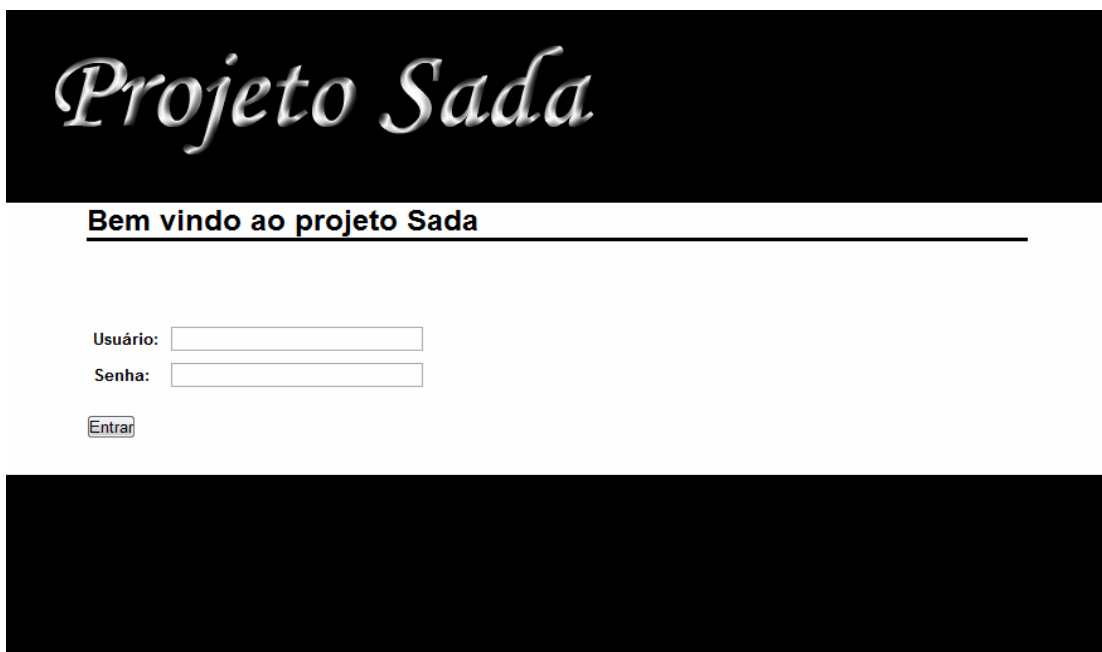 Projeto Sada
Bem vindo ao projeto Sada
Usuário:
Senha:
Entrar